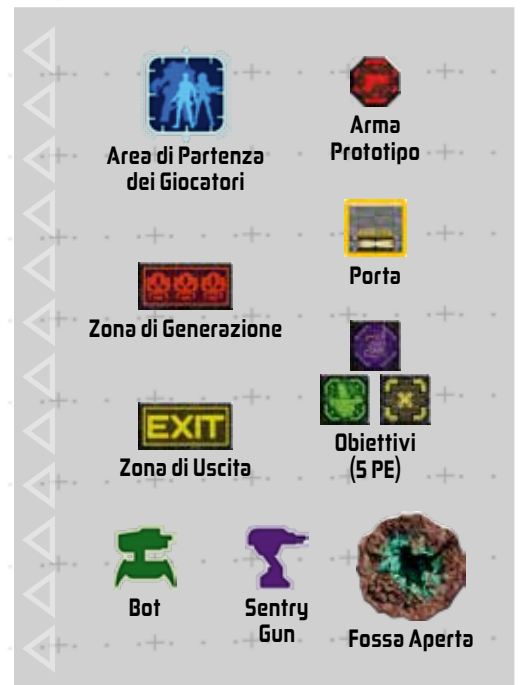 Area di Partenza
dei Giocatori
Arma
Prototipo
Porta
Zona di Generazione
EXIT
Zona di Uscita
Obiettivi
(5 PE)
Bot
Sentry
Gun
Fossa Aperta